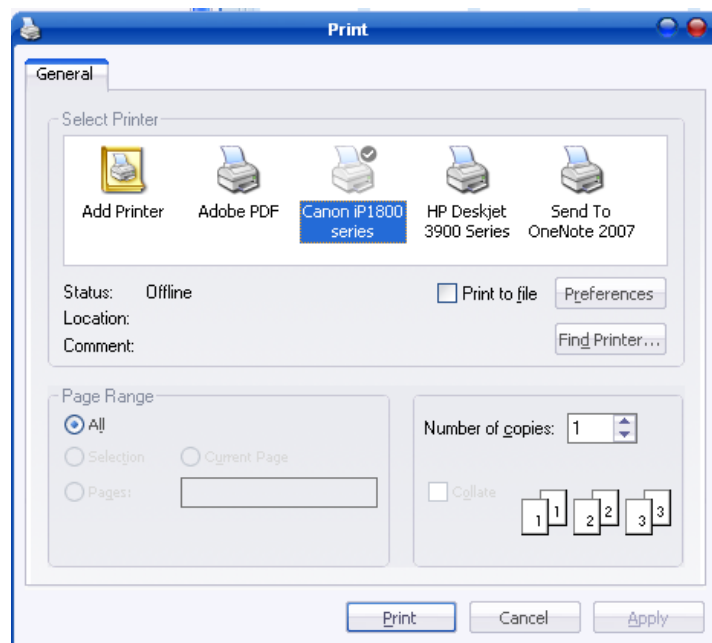 Print
General
Select Printer
Add Printer
Adobe PDF
Canon iP1800
series
HP Deskjet
3900 Series
Send To
OneNote 2007
Status: Offline
Location:
Comment:
Print to file
Preferences
Find Printer...
Page Range
All
Selection
Current Page
Pages:
Number of copies: 1
Collate
1 1 2 2 3 3
Print
Cancel
Apply